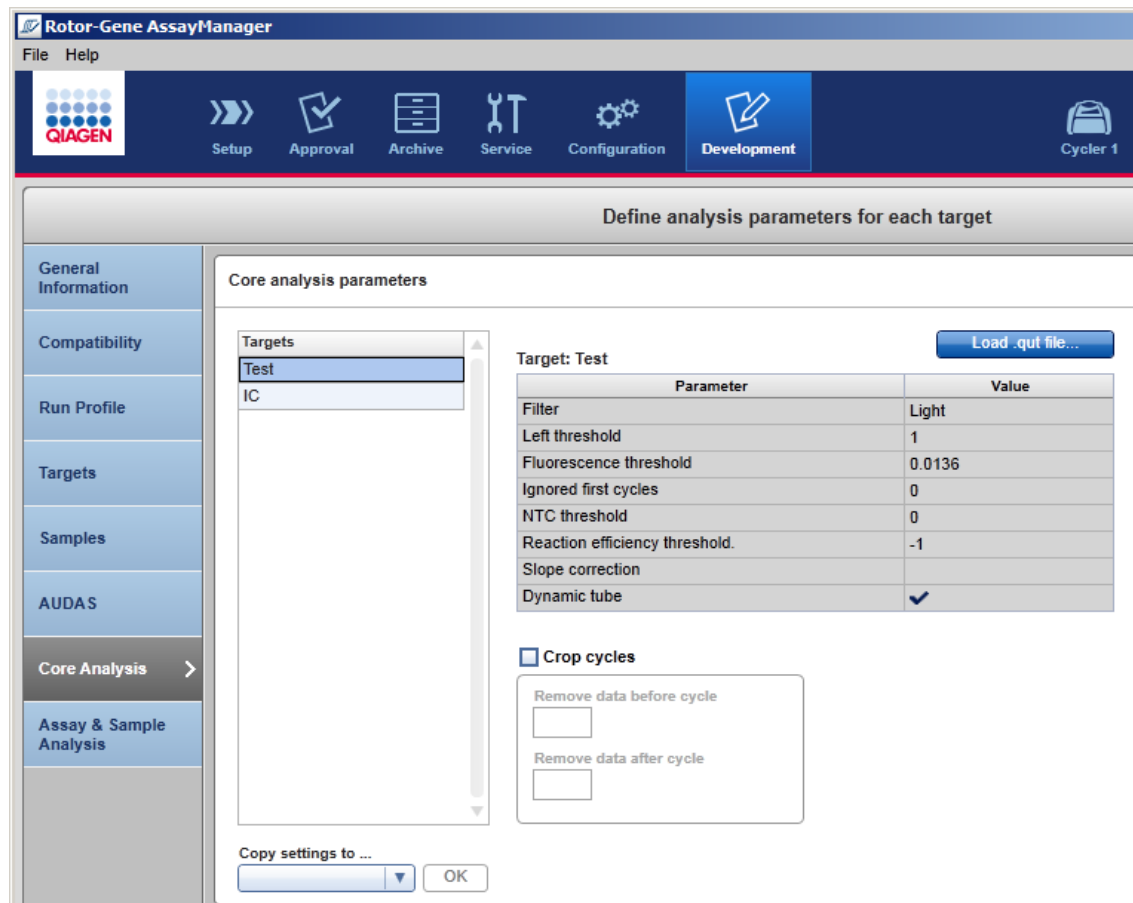 Rotor-Gene AssayManager
File Help
QIAGEN
Setup
Approval
Archive
Service
Configuration
Development
Cycler 1
Define analysis parameters for each target
General
Information
Compatibility
Run Profile
Targets
Samples
AUDAS
Core Analysis
Assay & Sample
Analysis
Core analysis parameters
Targets
Test
IC
Load .qut file...
Target: Test
Parameter Value
Filter Light
Left threshold 1
Fluorescence threshold 0.0136
Ignored first cycles 0
NTC threshold 0
Reaction efficiency threshold. -1
Slope correction
Dynamic tube
Crop cycles
Remove data before cycle
Remove data after cycle
Copy settings to ...
OK